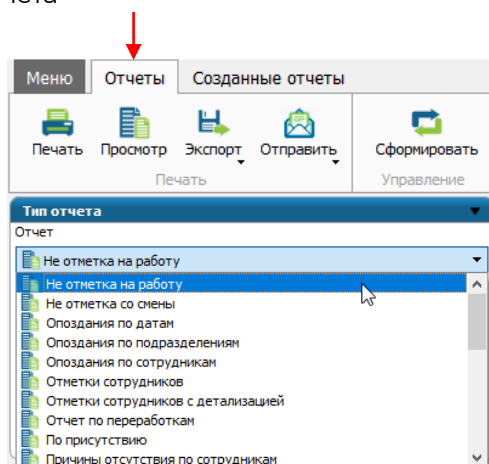 Меню Отчеты Созданные отчеты
Печать Просмотр Экспорт Отправить Сформировать
Печать Управление
Тип отчета
Отчет
Не отметка на работу
Не отметка на работу
Не отметка со смены
Опоздания по датам
Опоздания по подразделениям
Опоздания по сотрудникам
Отметки сотрудников
Отметки сотрудников с детализацией
Отчет по переработкам
По присутствию
Причины отсутствия по сотрудникам